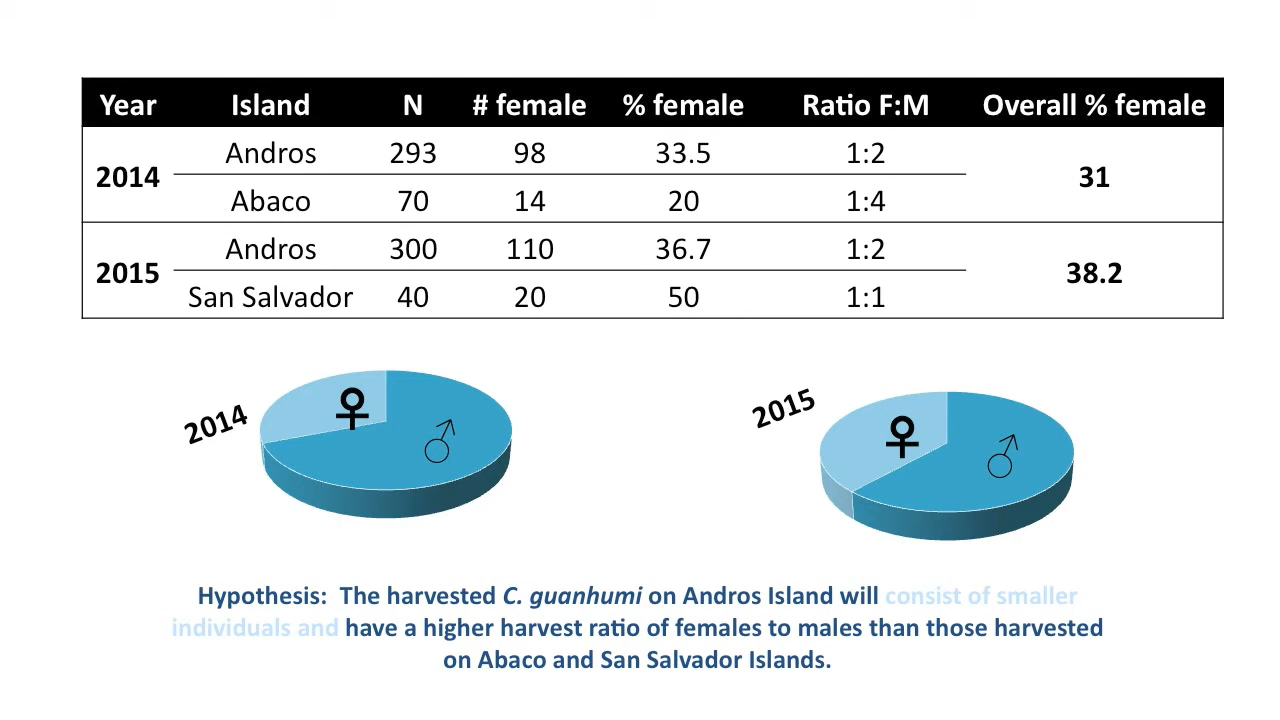 Year Island N # female % female Ratio F:M Overall % female
2014 Andros 293 98 33.5 1:2 31
Abaco 70 14 20 1:4
2015 Andros 300 110 36.7 1:2 38.2
San Salvador 40 20 50 1:1
2014 ♀ ♂
2015 ♀ ♂
Hypothesis: The harvested C. guanhumi on Andros Island will consist of smaller
individuals and have a higher harvest ratio of females to males than those harvested
on Abaco and San Salvador Islands.